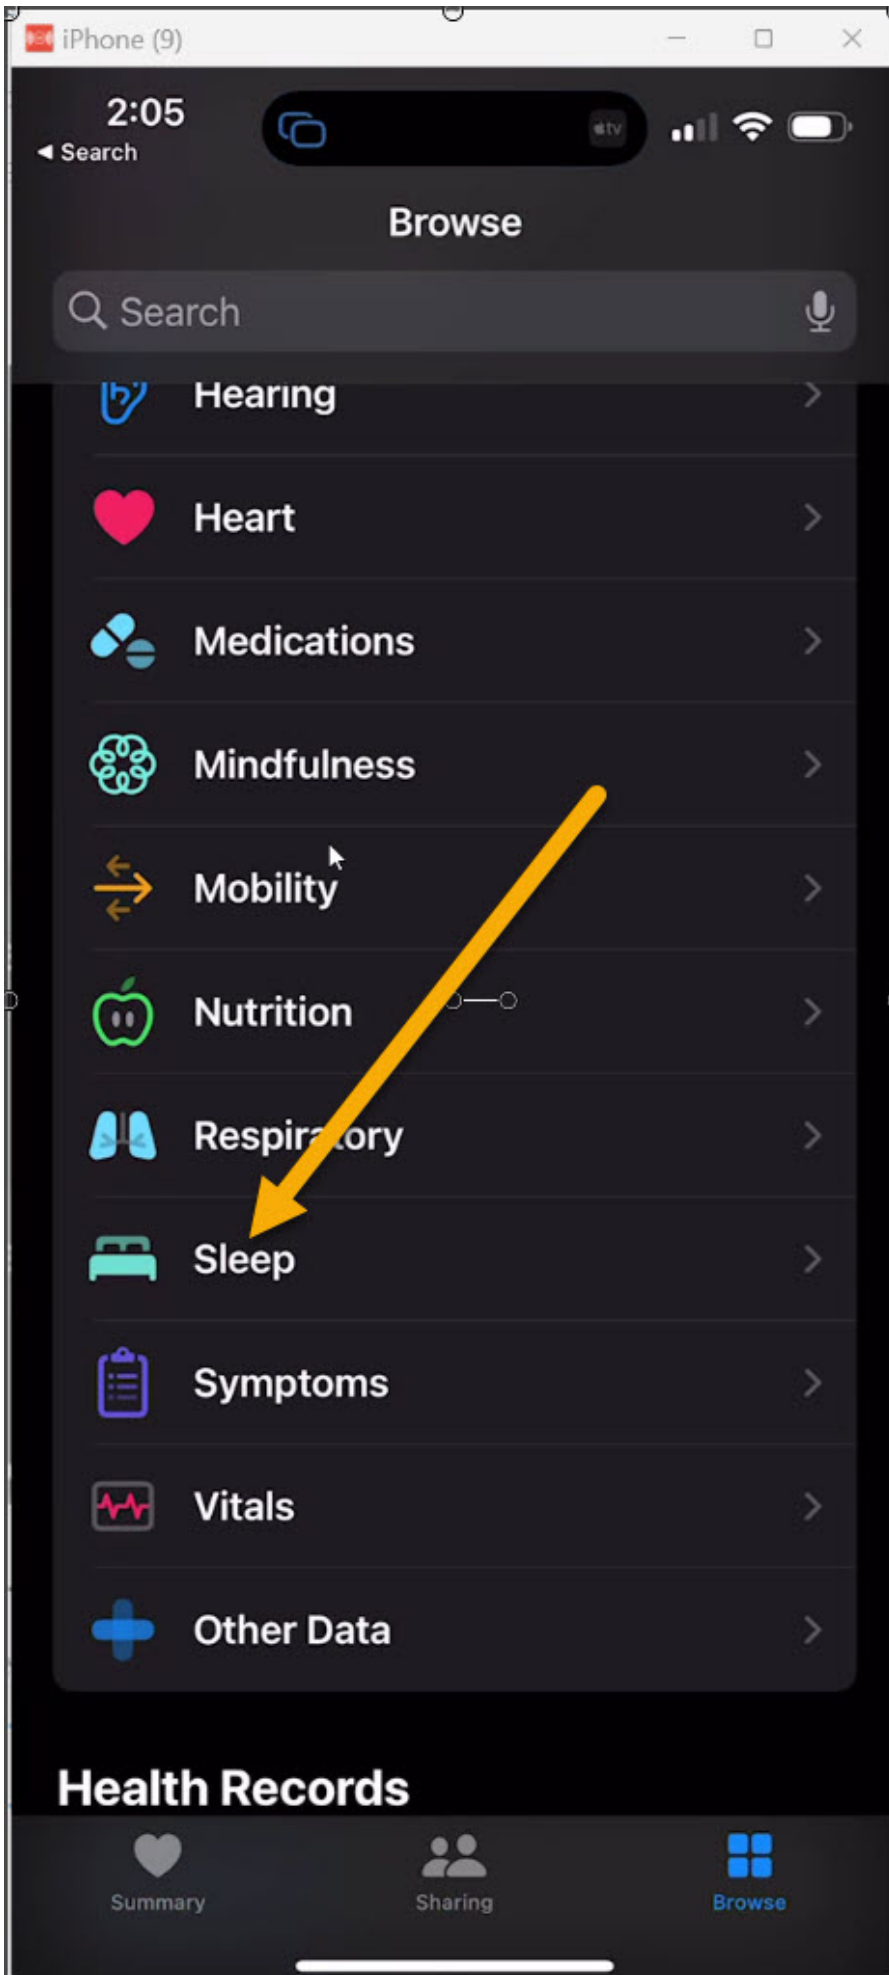 iPhone (9)
2:05
Search
tv
Browse
Search
Hearing
Heart
Medications
Mindfulness
Mobility
Nutrition
Respiratory
Sleep
Symptoms
Vitals
Other Data
Health Records
Summary
Sharing
Browse